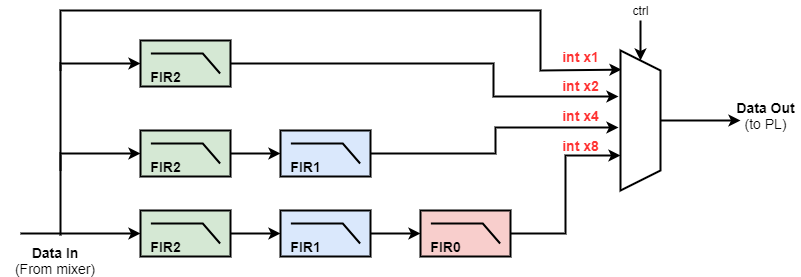 ctrl
int x1
FIR2
int x2
Data Out
(to PL)
int x4
int x8
FIR2
FIR1
FIR2
FIR1
FIR0
Data In
(From mixer)